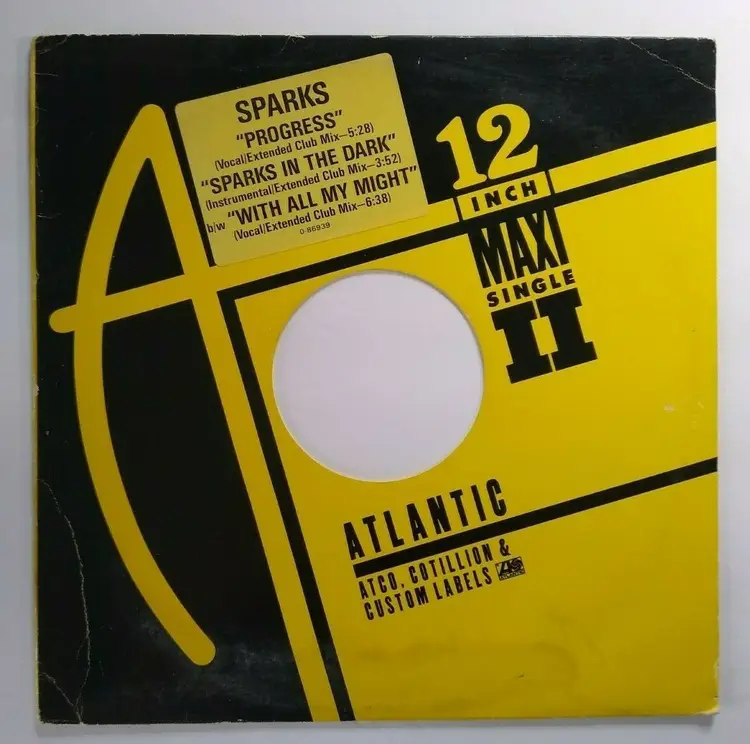 SPARKS
"PROGRESS"
(Vocal/Extended Club Mix—5:28)
"SPARKS IN THE DARK"
(Instrumental/Extended Club Mix—3:52)
b/w "WITH ALL MY MIGHT"
(Vocal/Extended Club Mix—6:38)
0-86939
12
INCH
MAXI
SINGLE
II
ATLANTIC
ATCO, COTILLION &
CUSTOM LABELS
ATLANTIC